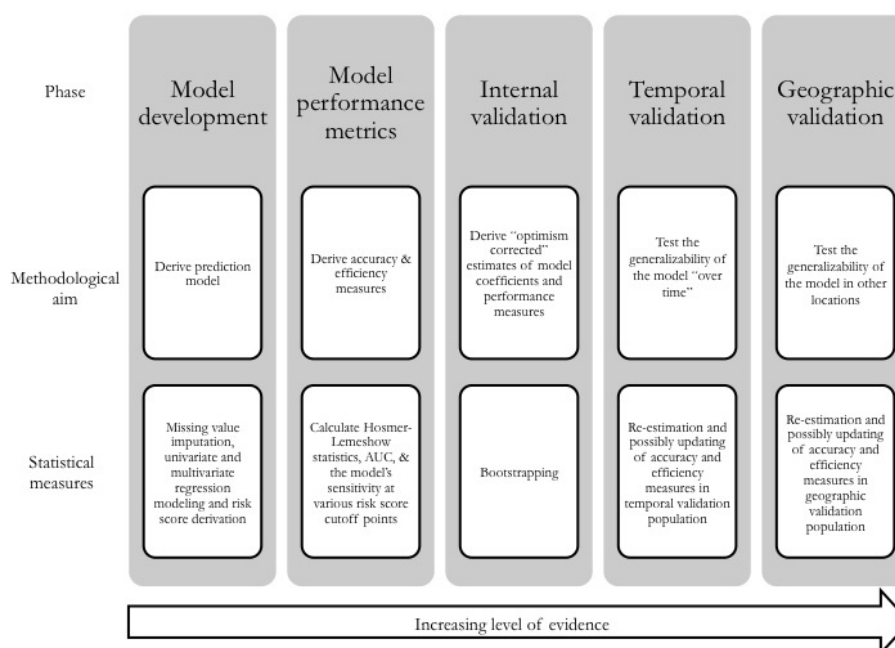 Phase
Model
development
Model
performance
metrics
Internal
validation
Temporal
validation
Geographic
validation
Methodological
aim
Derive prediction
model
Derive accuracy &
efficiency
measures
Derive “optimism
corrected”
estimates of model
coefficients and
performance
measures
Test the
generalizability of
the model “over
time”
Test the
generalizability of
the model in other
locations
Statistical
measures
Missing value
imputation,
univariate and
multivariate
regression
modeling and risk
score derivation
Calculate Hosmer-
Lemeshow
statistics, AUC, &
the model’s
sensitivity at
various risk score
cutoff points
Bootstrapping
Re-estimation and
possibly updating
of accuracy and
efficiency
measures in
temporal validation
population
Re-estimation and
possibly updating
of accuracy and
efficiency
measures in
geographic
validation
population
Increasing level of evidence